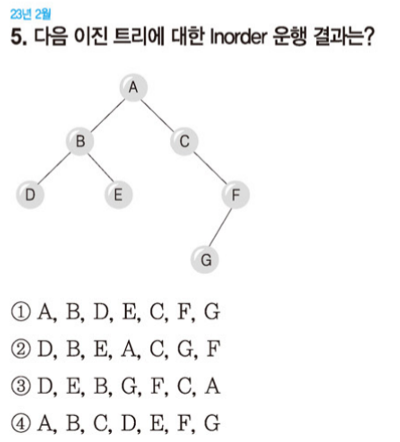 23년 2월
5. 다음 이진 트리에 대한 Inorder 운행 결과는?
A
B
C
D
E
F
G
① A, B, D, E, C, F, G
② D, B, E, A, C, G, F
③ D, E, B, G, F, C, A
④ A, B, C, D, E, F, G